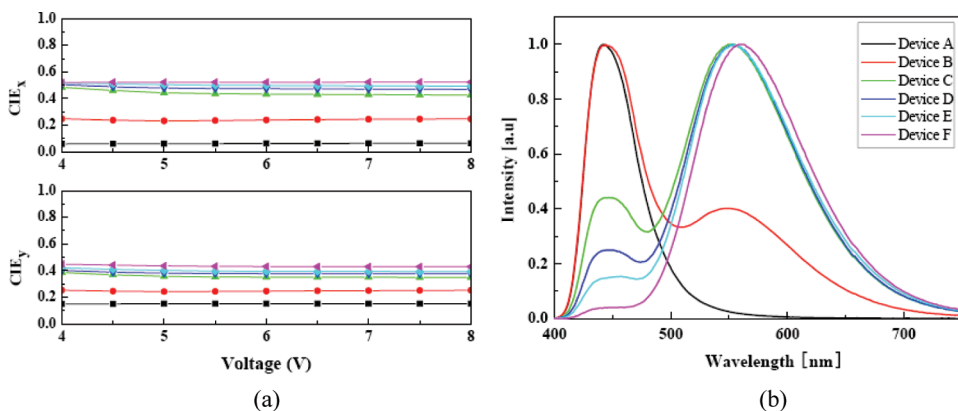 1.0
0.8
0.6
0.4
0.2
0.0
CIEx
4 5 6 7 8
1.0
0.8
0.6
0.4
0.2
0.0
CIEy
4 5 6 7 8
Voltage (V)
(a)
1.0
0.8
0.6
0.4
0.2
0.0
Intensity [a.u]
Device A
Device B
Device C
Device D
Device E
Device F
400 500 600 700
Wavelength [nm]
(b)